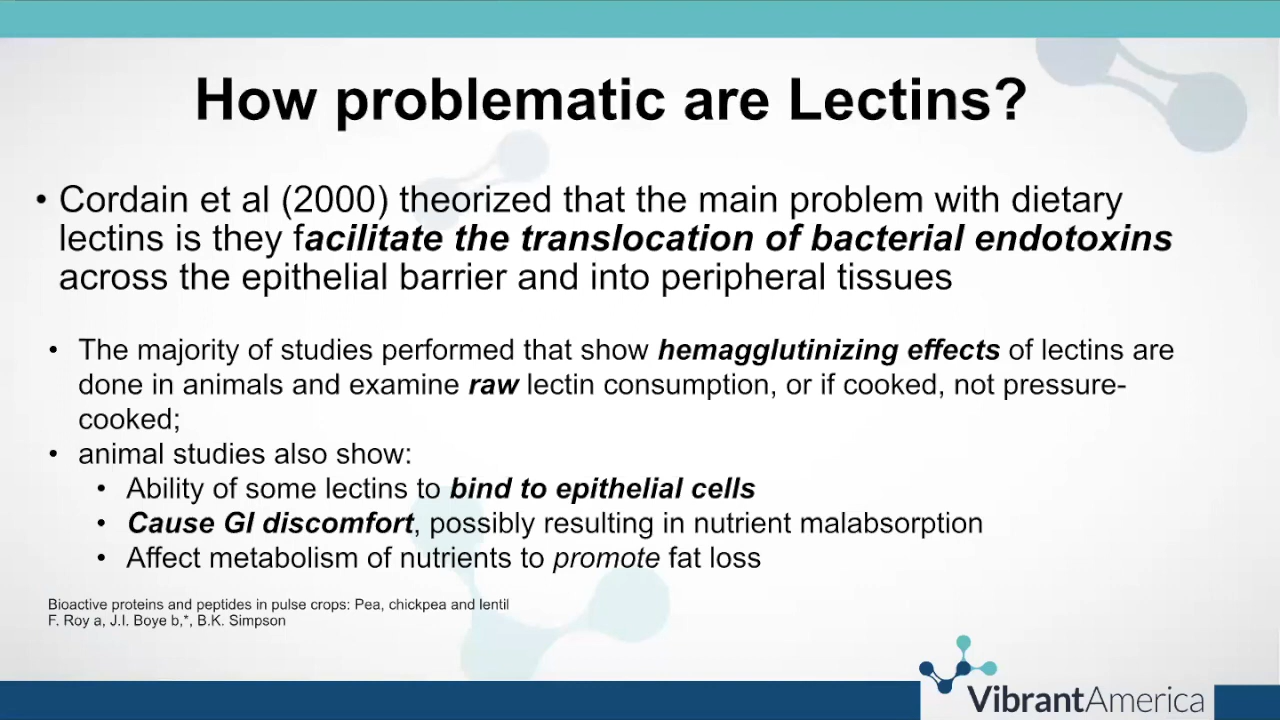 How problematic are Lectins?
• Cordain et al (2000) theorized that the main problem with dietary
lectins is they facilitate the translocation of bacterial endotoxins
across the epithelial barrier and into peripheral tissues
• The majority of studies performed that show hemagglutinizing effects of lectins are
done in animals and examine raw lectin consumption, or if cooked, not pressure-
cooked;
• animal studies also show:
• Ability of some lectins to bind to epithelial cells
• Cause GI discomfort, possibly resulting in nutrient malabsorption
• Affect metabolism of nutrients to promote fat loss
Bioactive proteins and peptides in pulse crops: Pea, chickpea and lentil
F. Roy a, J.I. Boye b,*, B.K. Simpson
VibrantAmerica